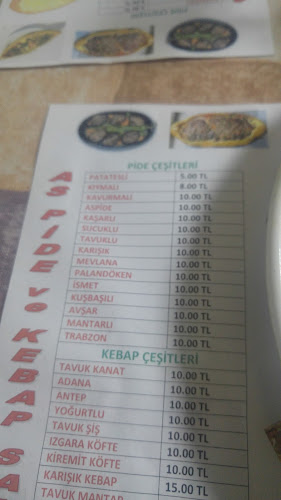 PİDE ÇEŞİTLERİ
PATATESLİ 5.00 TL
KIYMALI 8.00 TL
KAVURMALI 10.00 TL
ASPİDE 10.00 TL
KAŞARLI 10.00 TL
SUCUKLU 10.00 TL
TAVUKLU 10.00 TL
KARIŞIK 10.00 TL
MEVLANA 10.00 TL
PALANDÖKEN 10.00 TL
İSMET 10.00 TL
KUŞBAŞILI 10.00 TL
AVŞAR 10.00 TL
MANTARLI 10.00 TL
TRABZON 10.00 TL
KEBAP ÇEŞİTLERİ
TAVUK KANAT 10.00 TL
ADANA 10.00 TL
ANTEP 10.00 TL
YOĞURTLU 10.00 TL
TAVUK ŞİŞ 10.00 TL
IZGARA KÖFTE 10.00 TL
KİREMİT KÖFTE 10.00 TL
KARIŞIK KEBAP 15.00 TL
TAVUK MANTAR
AS PİDE ve KEBAP SA